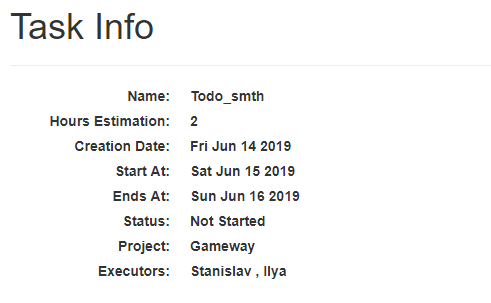 Task Info
Name: Todo_smth
Hours Estimation: 2
Creation Date: Fri Jun 14 2019
Start At: Sat Jun 15 2019
Ends At: Sun Jun 16 2019
Status: Not Started
Project: Gameway
Executors: Stanislav , Ilya